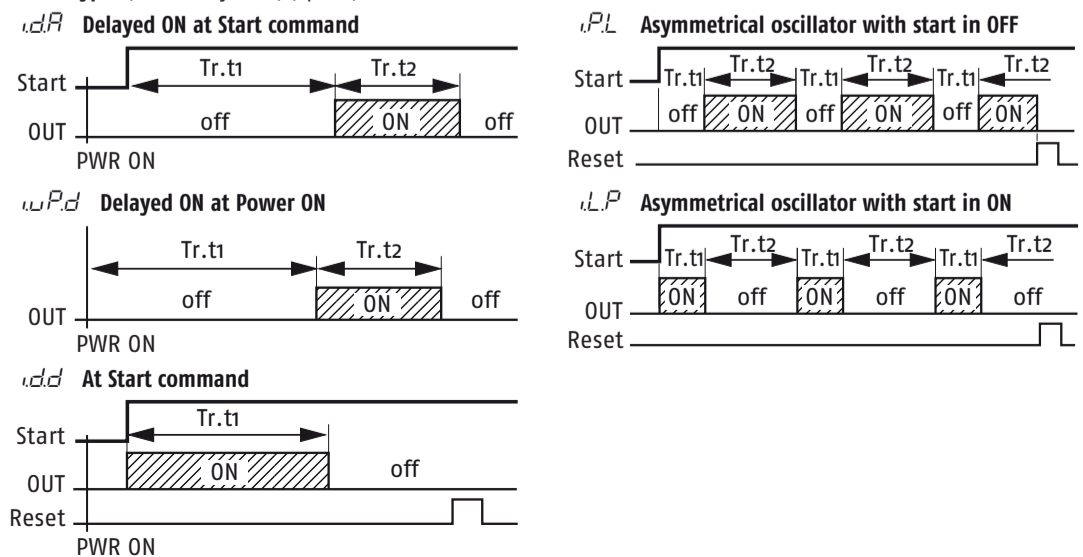 i.d.A Delayed ON at Start command
Start Tr.t1 Tr.t2
OUT off ON off
PWR ON
i.u.P.d Delayed ON at Power ON
Tr.t1 Tr.t2
OUT off ON off
PWR ON
i.d.d At Start command
Start Tr.t1
OUT ON off
Reset
PWR ON
i.P.L Asymmetrical oscillator with start in OFF
Start Tr.t1 Tr.t2 Tr.t1 Tr.t2 Tr.t1 Tr.t2
OUT off ON off ON off ON
Reset
i.L.P Asymmetrical oscillator with start in ON
Start Tr.t1 Tr.t2 Tr.t1 Tr.t2 Tr.t1 Tr.t2
OUT ON off ON off ON off
Reset